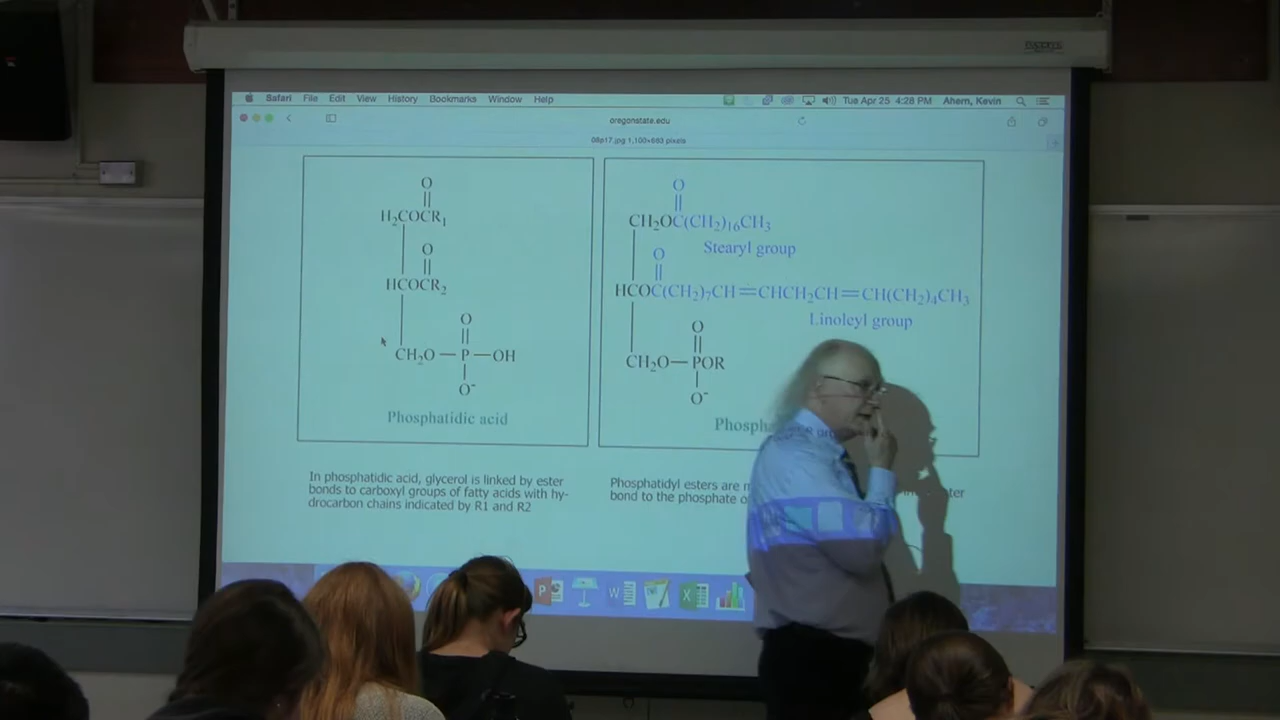 Safari File Edit View History Bookmarks Window Help Tue Apr 25 4:28 PM Ahern, Kevin
oregonstate.edu
08p17.jpg 1,100×663 pixels
O
H₂COCR₁
O
HCOCR₂
O
CH₂O — P — OH
O⁻
Phosphatidic acid
In phosphatidic acid, glycerol is linked by ester
bonds to carboxyl groups of fatty acids with hy-
drocarbon chains indicated by R1 and R2
O
CH₂OC(CH₂)₁₆CH₃
Stearyl group
O
HCOC(CH₂)₇CH=CHCH₂CH=CH(CH₂)₄CH₃
Linoleyl group
O
CH₂O — POR
O⁻
Phosph
Phosphatidyl esters are
bond to the phosphate